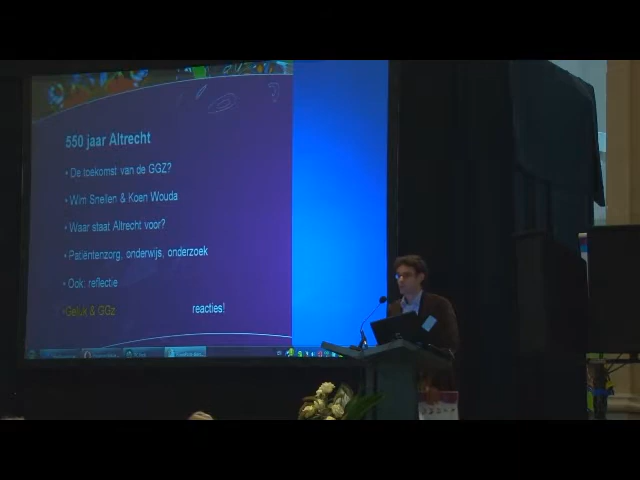 550 jaar Altrecht
• De toekomst van de GGZ?
• Wim Snellen & Koen Wouda
• Waar staat Altrecht voor?
• Patiëntenzorg, onderwijs, onderzoek
• Ook: reflectie
• Geluk & GGz reacties!